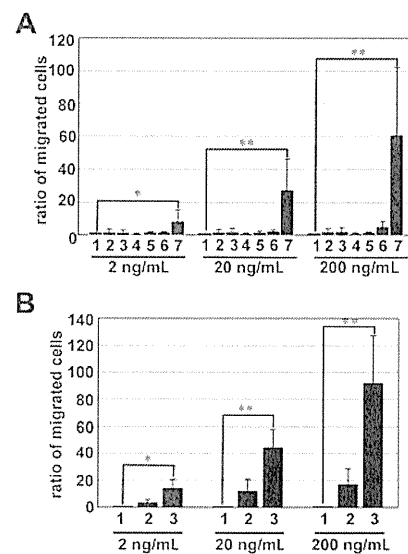 A
ratio of migrated cells
120
100
80
60
40
20
0
* ** **
1 2 3 4 5 6 7 1 2 3 4 5 6 7 1 2 3 4 5 6 7
2 ng/mL 20 ng/mL 200 ng/mL
B
ratio of migrated cells
140
120
100
80
60
40
20
0
* ** **
1 2 3 1 2 3 1 2 3
2 ng/mL 20 ng/mL 200 ng/mL